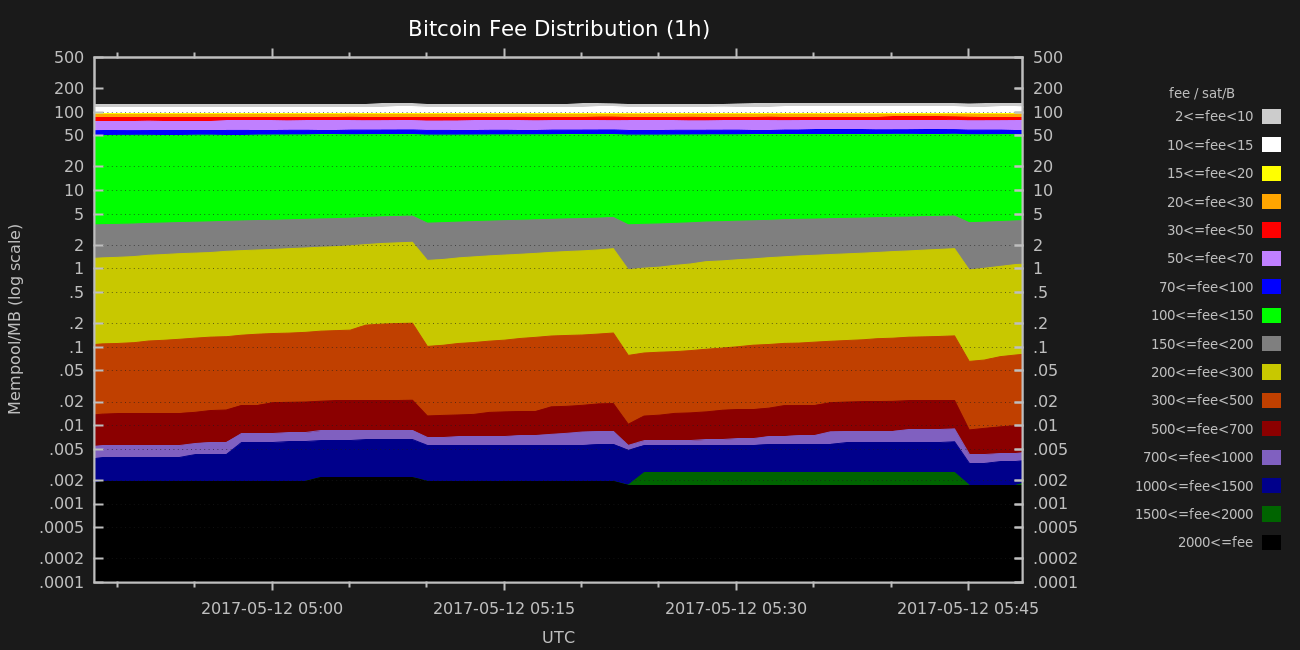 Bitcoin Fee Distribution (1h)
Mempool/MB (log scale)
500
200
100
50
20
10
5
2
1
.5
.2
.1
.05
.02
.01
.005
.002
.001
.0005
.0002
.0001
500
200
100
50
20
10
5
2
1
.5
.2
.1
.05
.02
.01
.005
.002
.001
.0005
.0002
.0001
fee / sat/B
2<=fee<10
10<=fee<15
15<=fee<20
20<=fee<30
30<=fee<50
50<=fee<70
70<=fee<100
100<=fee<150
150<=fee<200
200<=fee<300
300<=fee<500
500<=fee<700
700<=fee<1000
1000<=fee<1500
1500<=fee<2000
2000<=fee
2017-05-12 05:00 2017-05-12 05:15 2017-05-12 05:30 2017-05-12 05:45
UTC